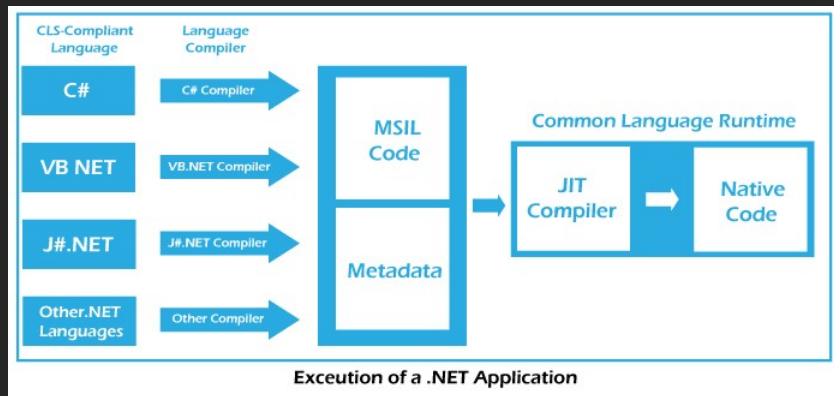 CLS-Compliant
Language
Language
Compiler
C#
C# Compiler
VB NET
VB.NET Compiler
J#.NET
J#.NET Compiler
Other.NET
Languages
Other Compiler
MSIL
Code
Metadata
Common Language Runtime
JIT
Compiler
Native
Code
Exceution of a .NET Application